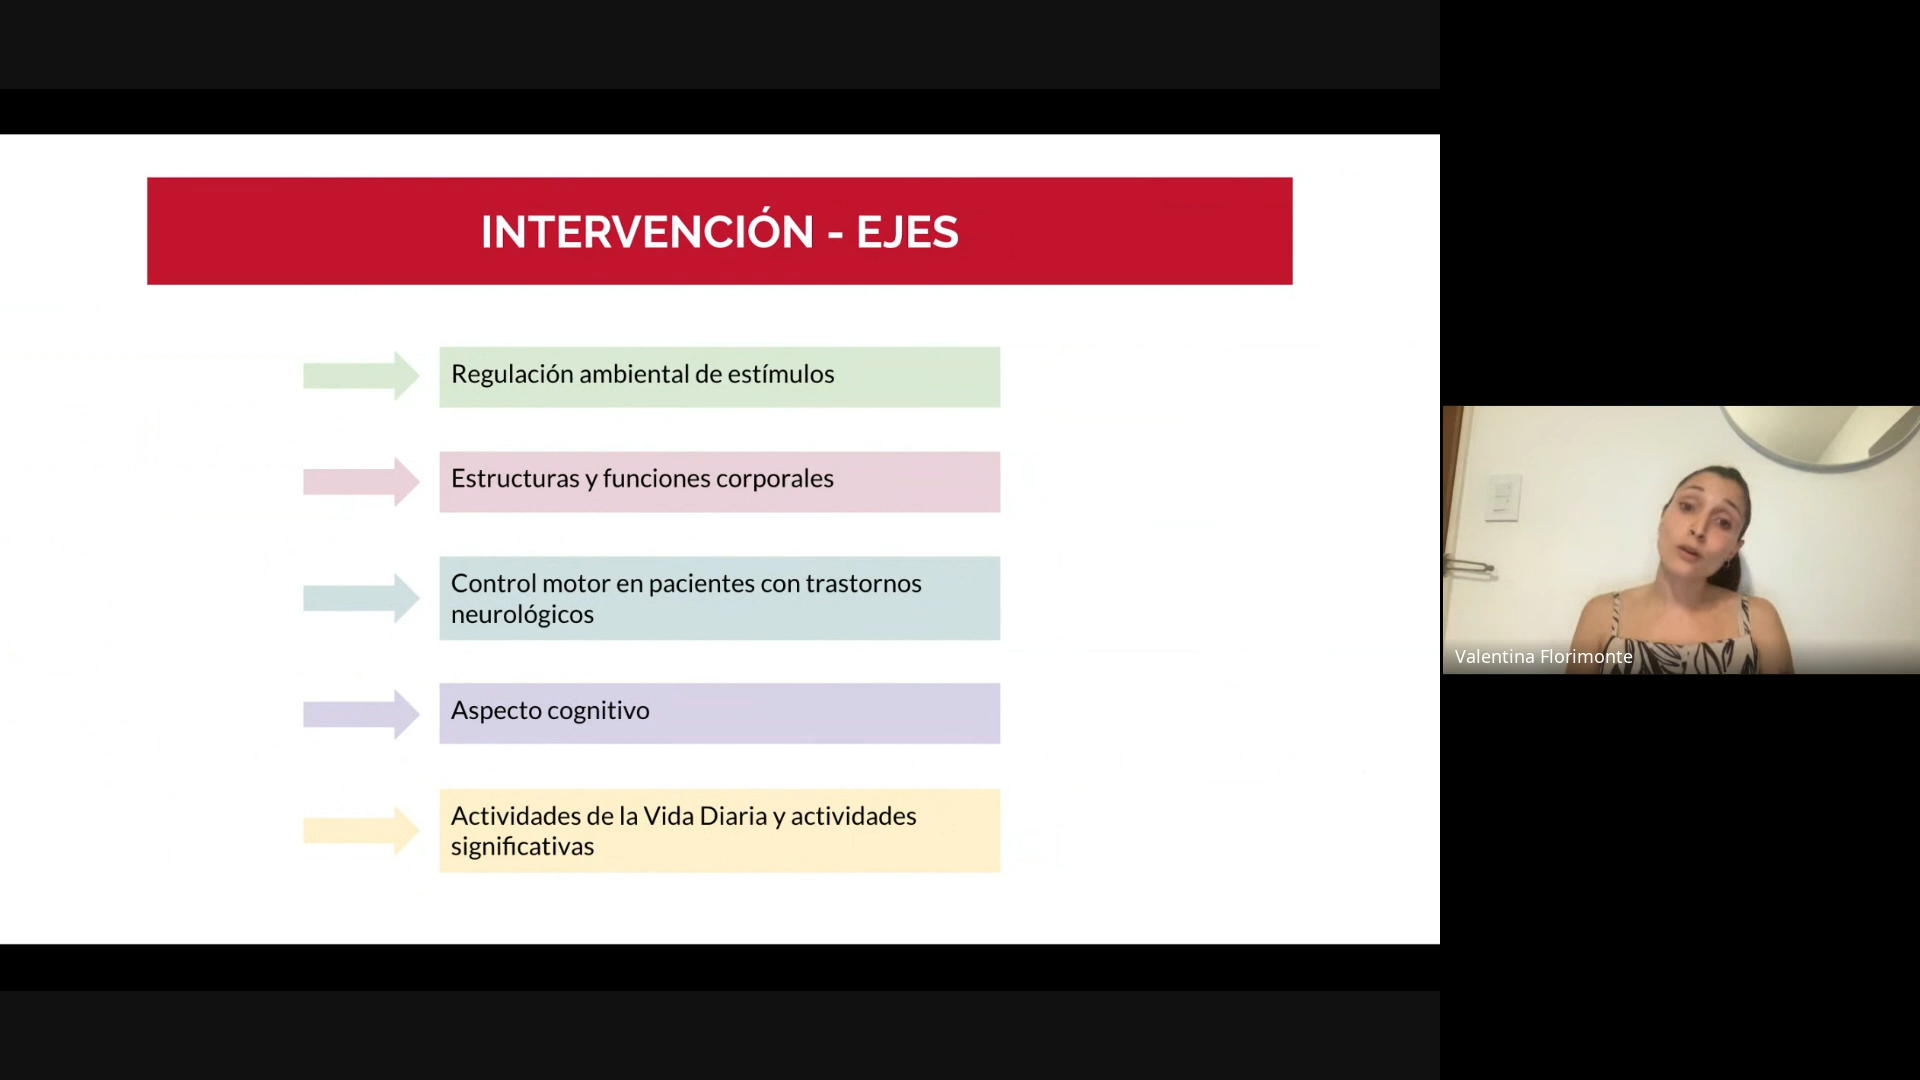 INTERVENCIÓN - EJES
Regulación ambiental de estímulos
Estructuras y funciones corporales
Control motor en pacientes con trastornos
neurológicos
Aspecto cognitivo
Actividades de la Vida Diaria y actividades
significativas
Valentina Florimonte